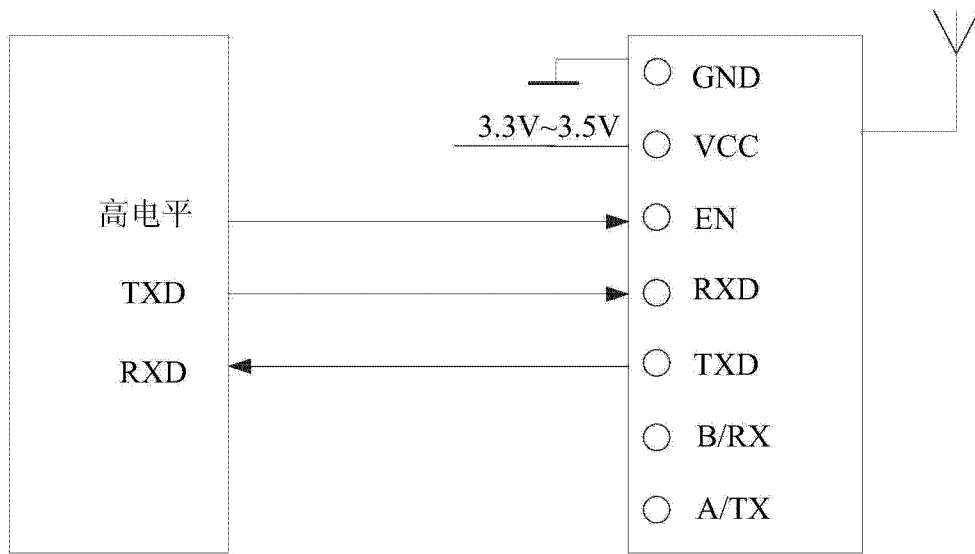 GND
3.3V~3.5V
VCC
高电平
EN
TXD
RXD
RXD
TXD
B/RX
A/TX